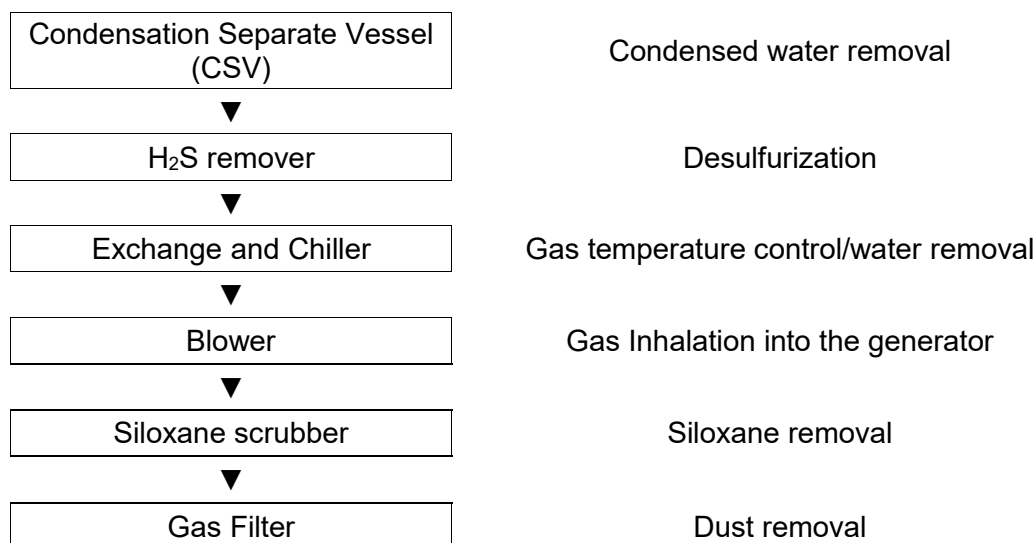 Condensation Separate Vessel
(CSV)
Condensed water removal
▼
H₂S remover
Desulfurization
▼
Exchange and Chiller
Gas temperature control/water removal
▼
Blower
Gas Inhalation into the generator
▼
Siloxane scrubber
Siloxane removal
▼
Gas Filter
Dust removal